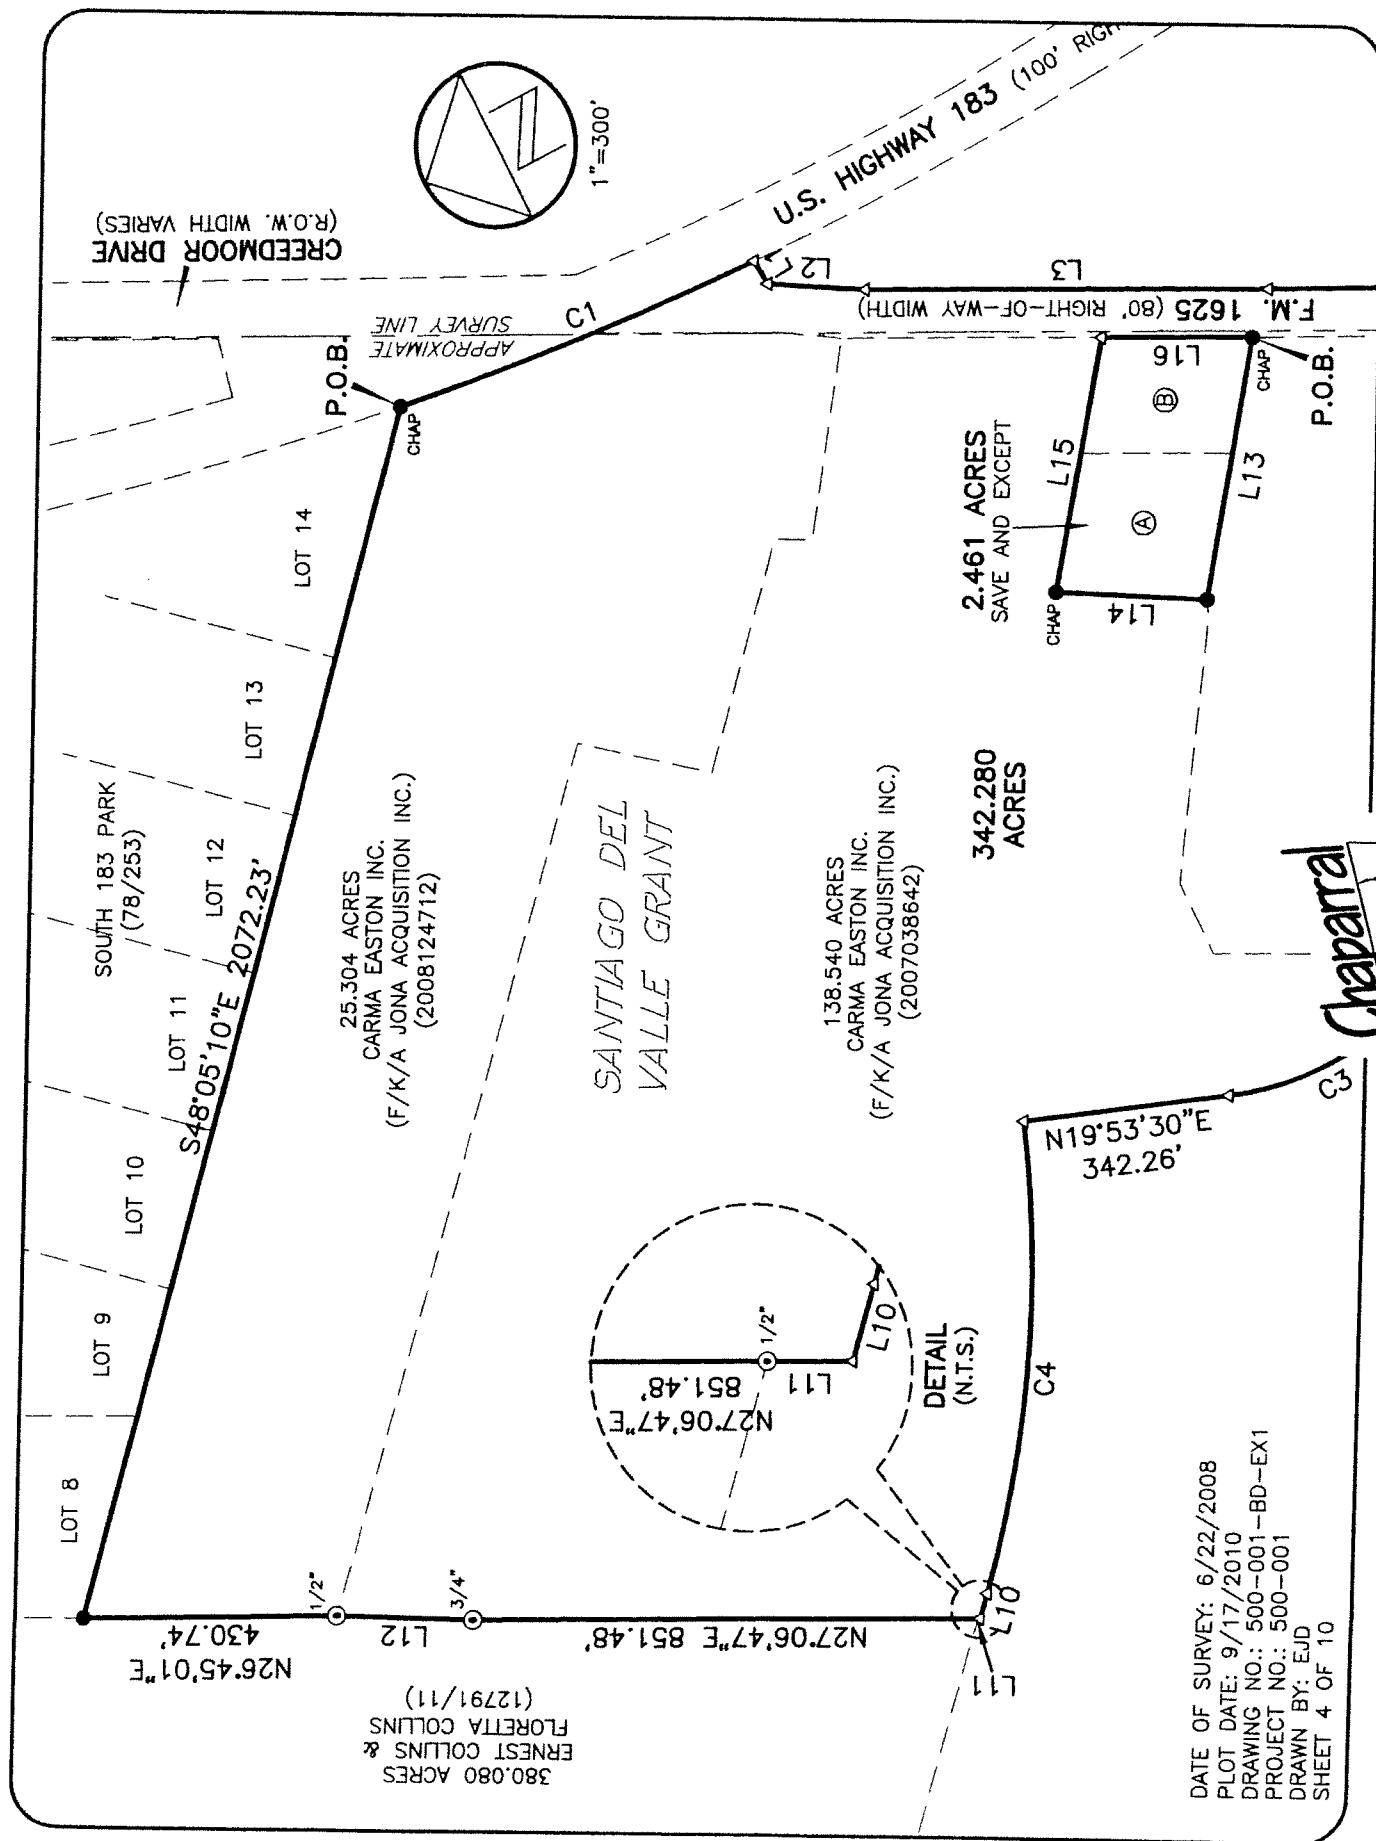 CREEDMOOR DRIVE
(R.O.W. WIDTH VARIES)
1"=300'
U.S. HIGHWAY 183 (100' RIGH
APPROXIMATE
SURVEY LINE
C1
P.O.B.
CHAP
L2
L3
F.M. 1625 (80' RIGHT-OF-WAY WIDTH)
L16
CHAP
P.O.B.
B
A
L15
L13
L14
CHAP
2.461 ACRES
SAVE AND EXCEPT
LOT 14
LOT 13
LOT 12
LOT 11
LOT 10
LOT 9
LOT 8
SOUTH 183 PARK
(78/253)
S48°05'10"E 2072.23'
25.304 ACRES
CARMA EASTON INC.
(F/K/A JONA ACQUISITION INC.)
(2008124712)
SANTIAGO DEL
VALLE GRANT
138.540 ACRES
CARMA EASTON INC.
(F/K/A JONA ACQUISITION INC.)
(2007038642)
342.280
ACRES
Chaparral
C3
N19°53'30"E
342.26'
C4
DETAIL
(N.T.S.)
N27°06'47"E
851.48'
1/2"
L11
L10
N26°45'01"E
430.74'
1/2"
L12
3/4"
N27°06'47"E 851.48'
L10
L11
380.080 ACRES
ERNEST COLLINS &
FLORETTA COLLINS
(12791/11)
DATE OF SURVEY: 6/22/2008
PLOT DATE: 9/17/2010
DRAWING NO.: 500-001-BD-EX1
PROJECT NO.: 500-001
DRAWN BY: EJD
SHEET 4 OF 10